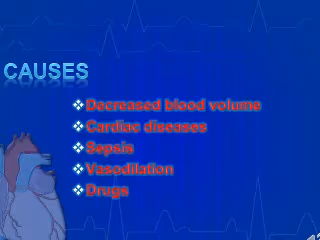 CAUSES
Decreased blood volume
Cardiac diseases
Sepsis
Vasodilation
Drugs